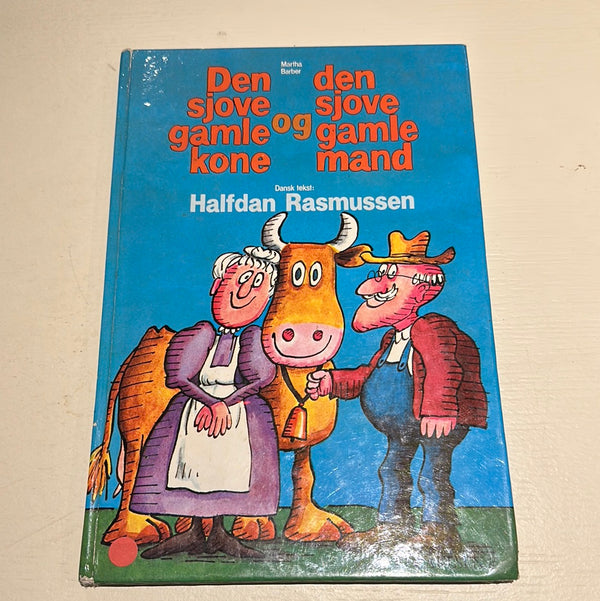 Martha
Barber
Den
sjove
gamle
kone
og
den
sjove
gamle
mand
Dansk tekst:
Halfdan Rasmussen